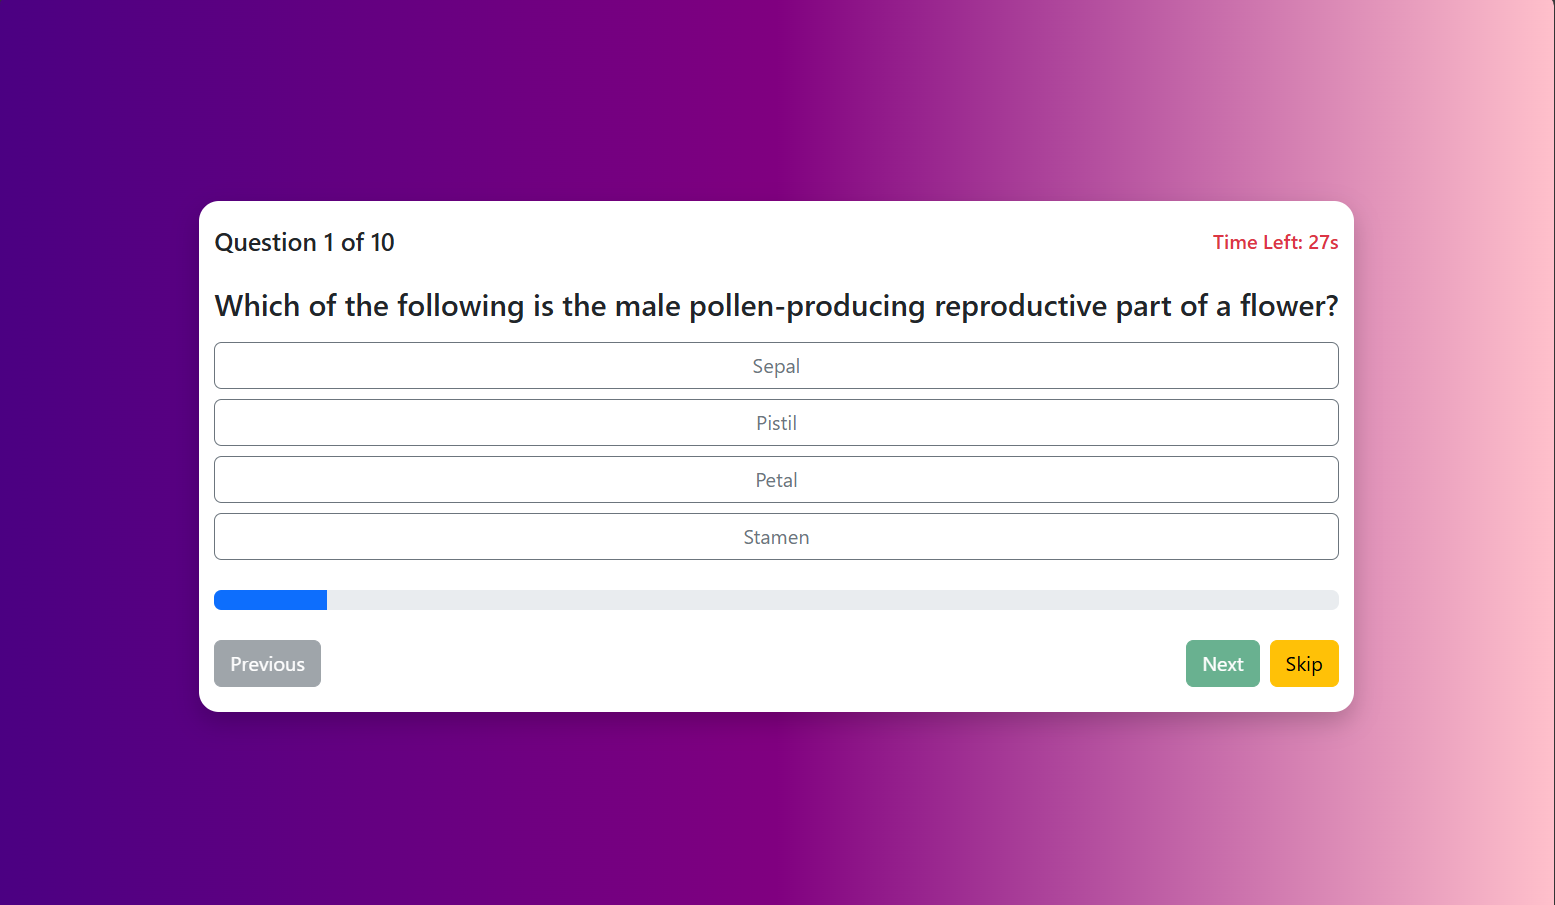 Question 1 of 10
Time Left: 27s
Which of the following is the male pollen-producing reproductive part of a flower?
Sepal
Pistil
Petal
Stamen
Previous
Next
Skip